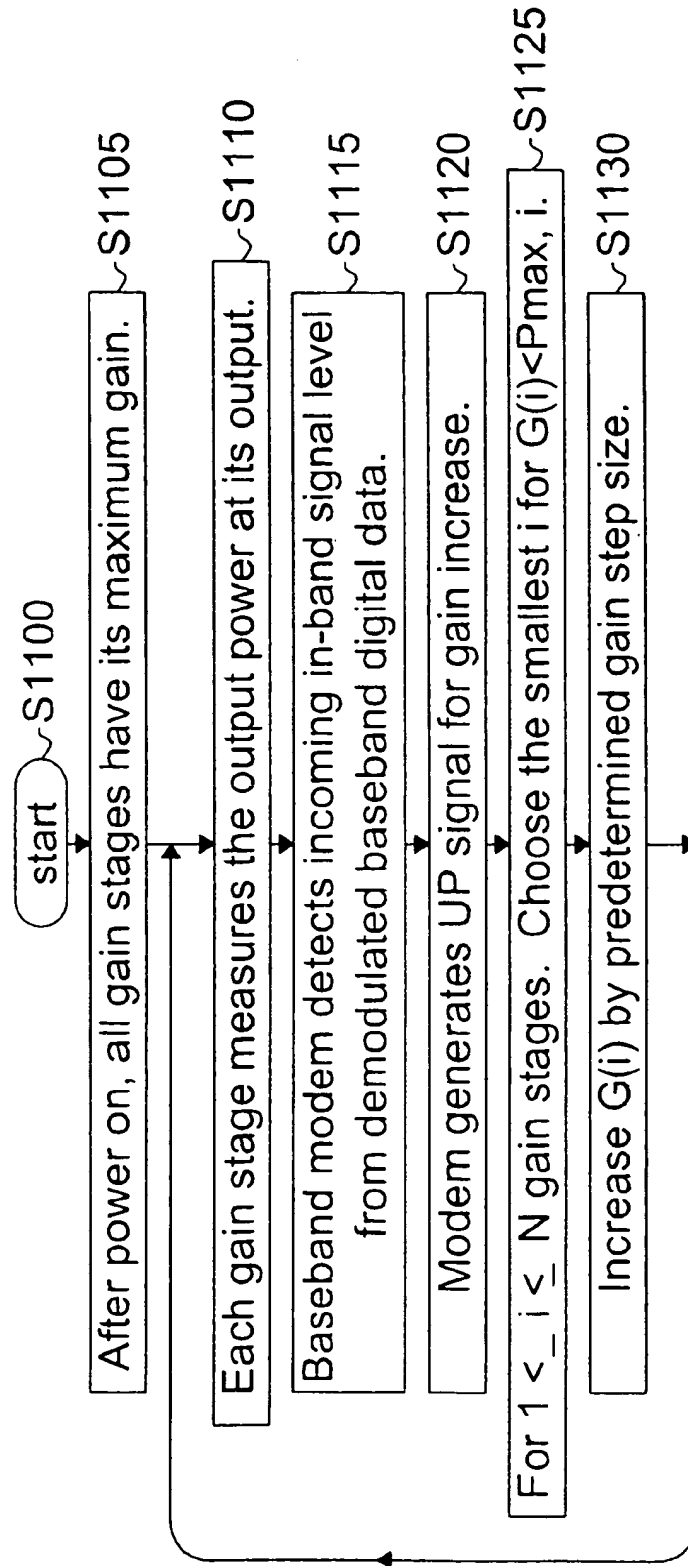 start
S1100
After power on, all gain stages have its maximum gain.
S1105
Each gain stage measures the output power at its output.
S1110
Baseband modem detects incoming in-band signal level
from demodulated baseband digital data.
S1115
Modem generates UP signal for gain increase.
S1120
For 1 <_ i <_ N gain stages. Choose the smallest i for G(i)<Pmax, i.
S1125
Increase G(i) by predetermined gain step size.
S1130